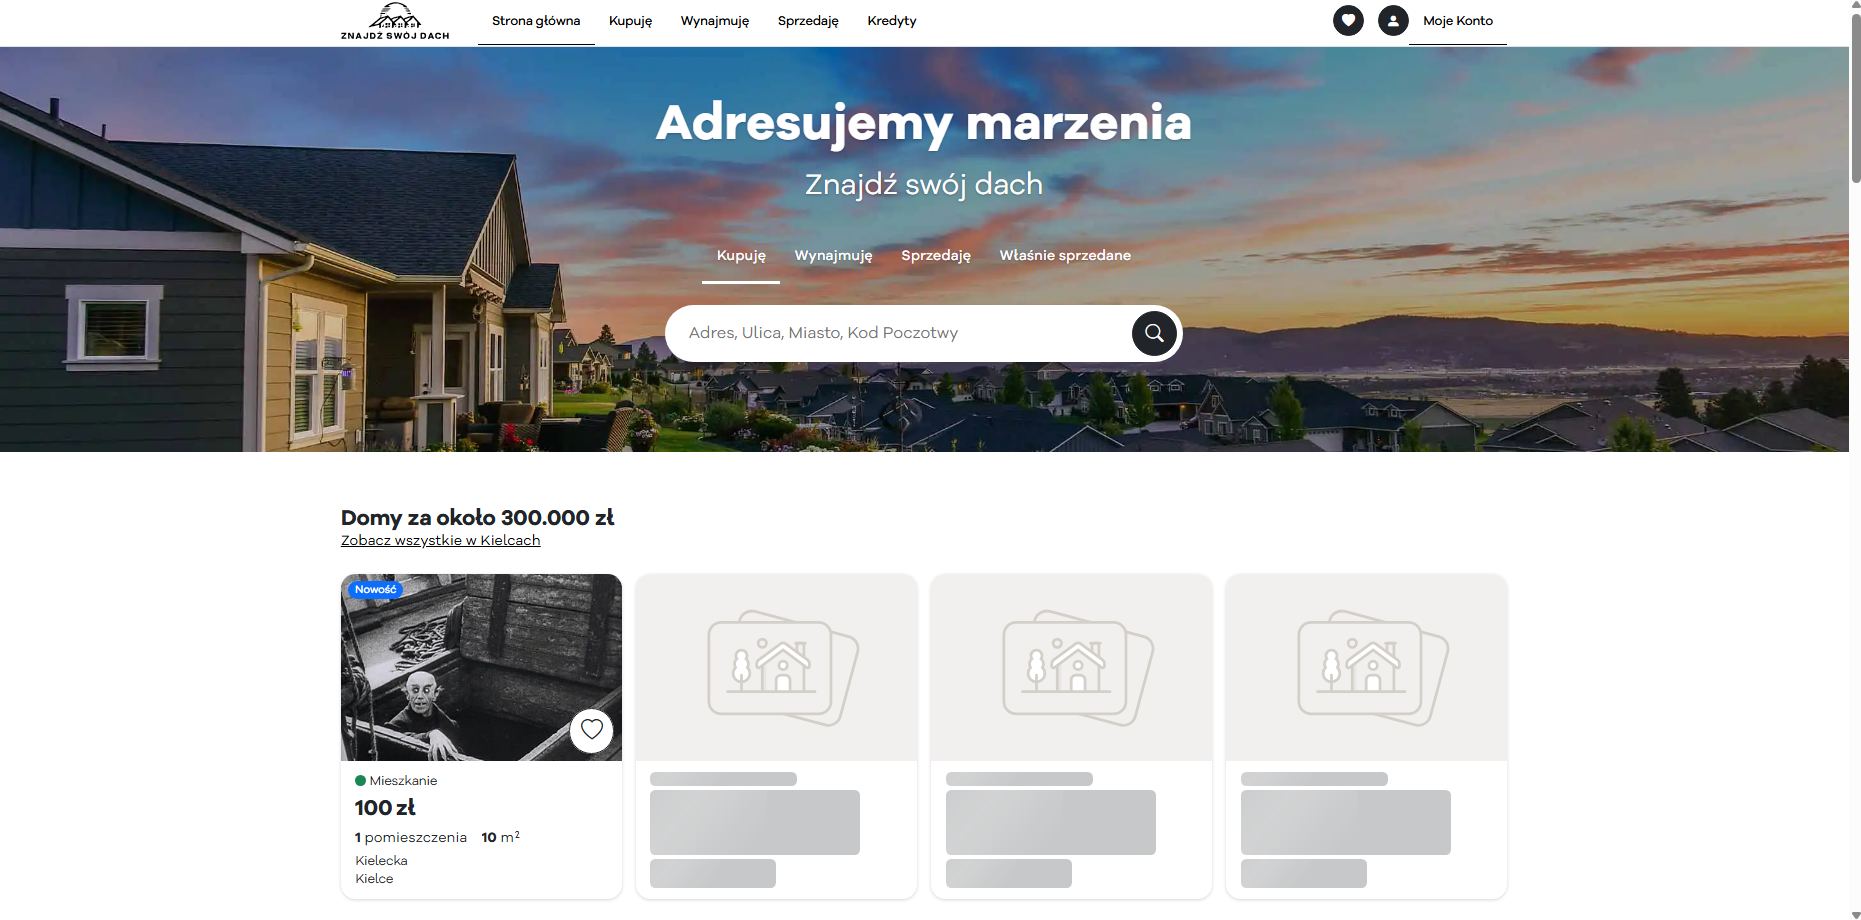 ZNAJDŹ SWÓJ DACH
Strona główna
Kupuję
Wynajmuję
Sprzedaję
Kredyty
Moje Konto
Adresujemy marzenia
Znajdź swój dach
Kupuję
Wynajmuję
Sprzedaję
Właśnie sprzedane
Adres, Ulica, Miasto, Kod Poczotwy
Domy za około 300.000 zł
Zobacz wszystkie w Kielcach
Nowość
Mieszkanie
100 zł
1 pomieszczenia 10 m²
Kielecka
Kielce